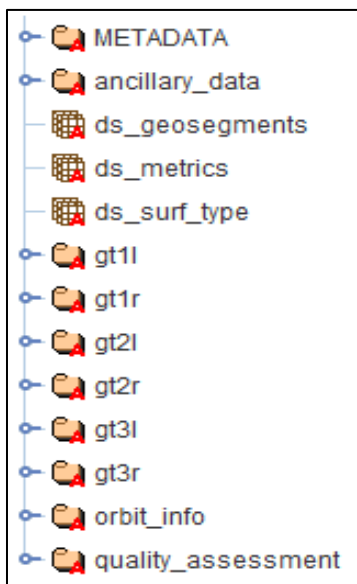 METADATA
ancillary_data
ds_geosegments
ds_metrics
ds_surf_type
gt1l
gt1r
gt2l
gt2r
gt3l
gt3r
orbit_info
quality_assessment